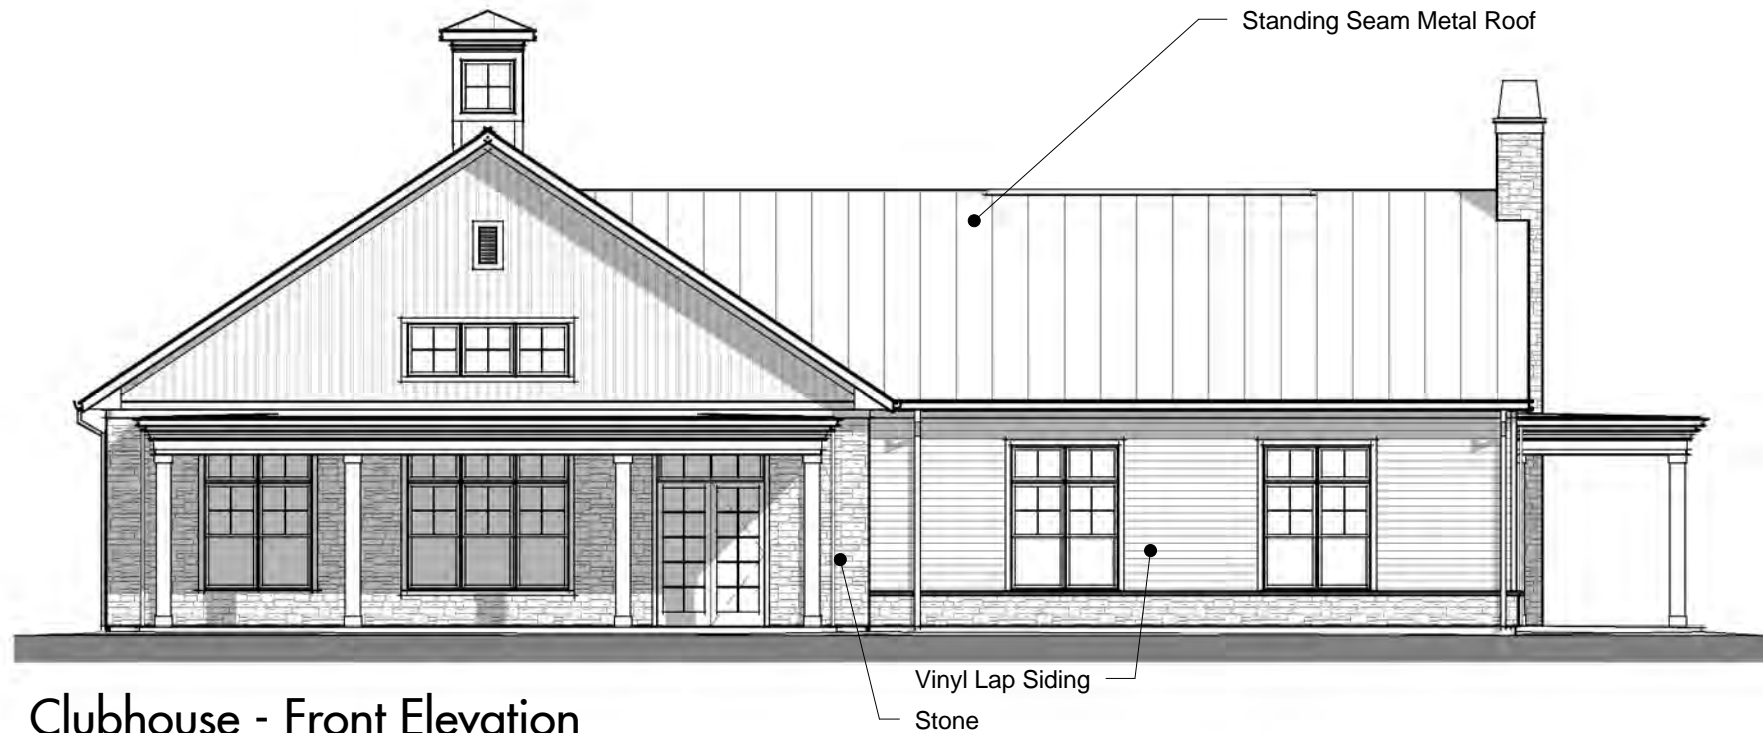 Standing Seam Metal Roof
Vinyl Lap Siding
Stone
Clubhouse - Front Elevation